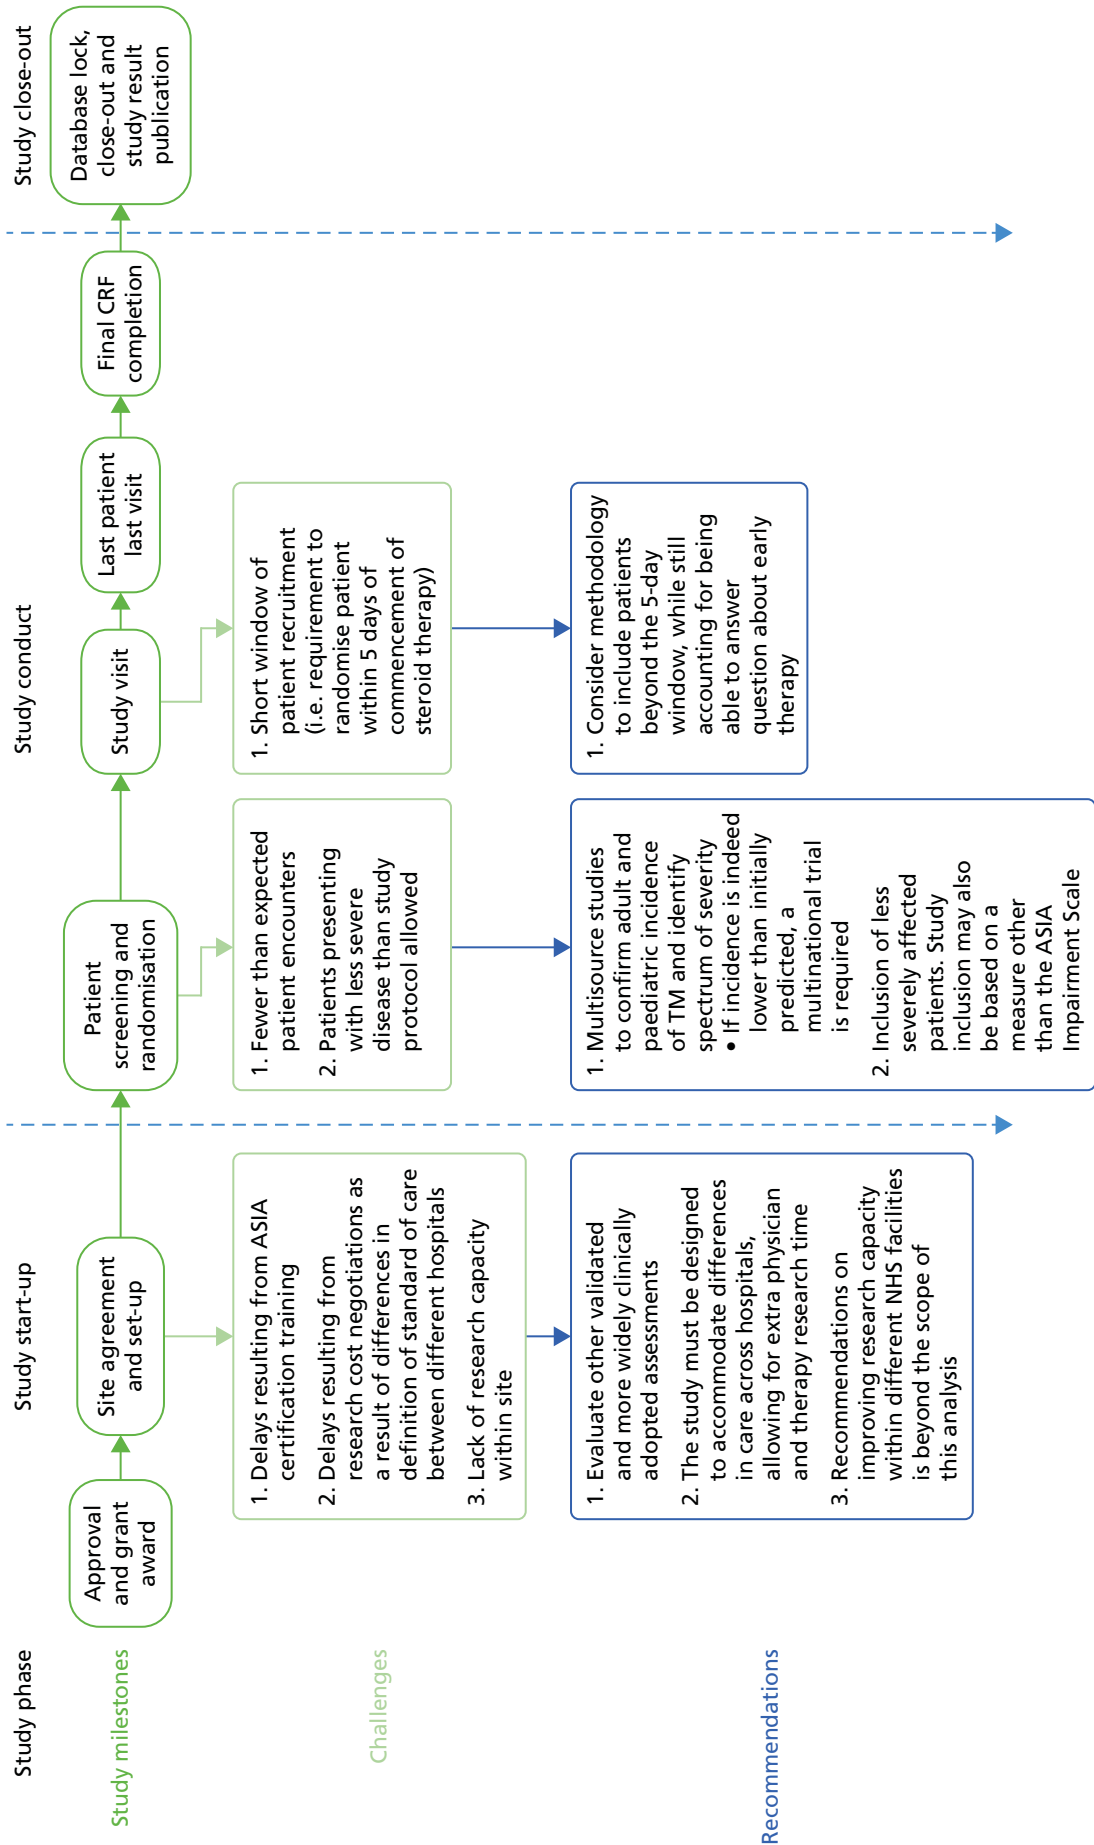 Study phase
Study start-up
Study conduct
Study close-out
Study milestones
Approval
and grant
award
Site agreement
and set-up
Patient
screening and
randomisation
Study visit
Last patient
last visit
Final CRF
completion
Database lock,
close-out and
study result
publication
Challenges
1. Delays resulting from ASIA
certification training
2. Delays resulting from
research cost negotiations as
a result of differences in
definition of standard of care
between different hospitals
3. Lack of research capacity
within site
1. Fewer than expected
patient encounters
2. Patients presenting
with less severe
disease than study
protocol allowed
1. Short window of
patient recruitment
(i.e. requirement to
randomise patient
within 5 days of
commencement of
steroid therapy)
Recommendations
1. Evaluate other validated
and more widely clinically
adopted assessments
2. The study must be designed
to accommodate differences
in care across hospitals,
allowing for extra physician
and therapy research time
3. Recommendations on
improving research capacity
within different NHS facilities
is beyond the scope of
this analysis
1. Multisource studies
to confirm adult and
paediatric incidence
of TM and identify
spectrum of severity
• If incidence is indeed
lower than initially
predicted, a
multinational trial
is required
2. Inclusion of less
severely affected
patients. Study
inclusion may also
be based on a
measure other
than the ASIA
Impairment Scale
1. Consider methodology
to include patients
beyond the 5-day
window, while still
accounting for being
able to answer
question about early
therapy